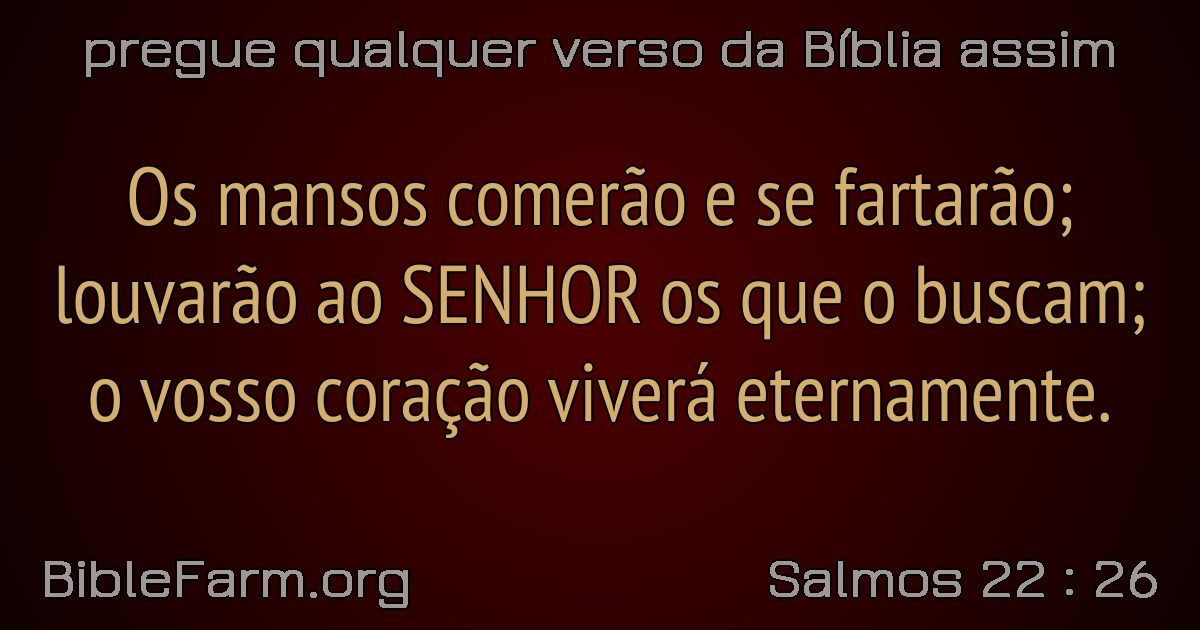 pregue qualquer verso da Bíblia assim
Os mansos comerão e se fartarão;
louvarão ao SENHOR os que o buscam;
o vosso coração viverá eternamente.
BibleFarm.org
Salmos 22 : 26